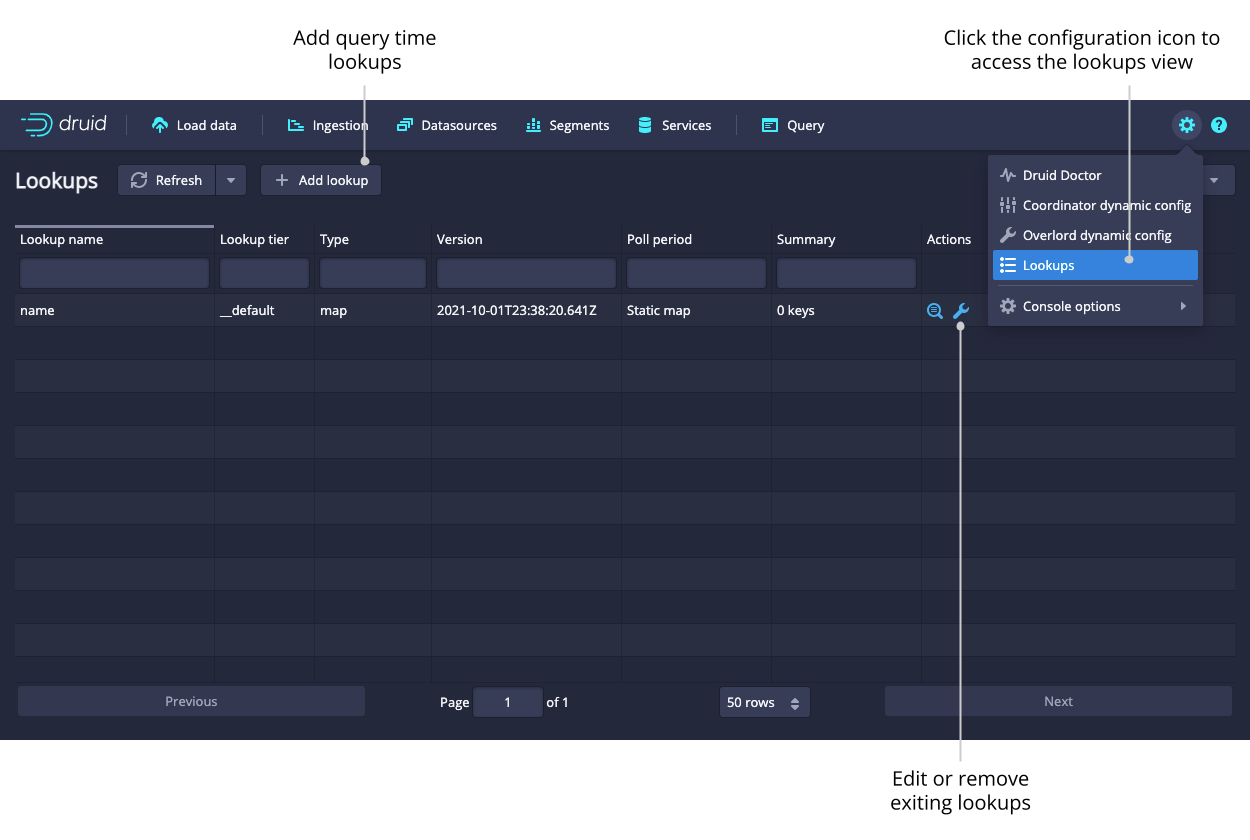 Add query time
lookups
Click the configuration icon to
access the lookups view
druid
Load data
Ingestion
Datasources
Segments
Services
Query
?
Lookups
Refresh
Add lookup
Druid Doctor
Coordinator dynamic config
Overlord dynamic config
Lookups
Console options
Lookup name
Lookup tier
Type
Version
Poll period
Summary
Actions
name
__default
map
2021-10-01T23:38:20.641Z
Static map
0 keys
Previous
Page 1 of 1
50 rows
Next
Edit or remove
exiting lookups